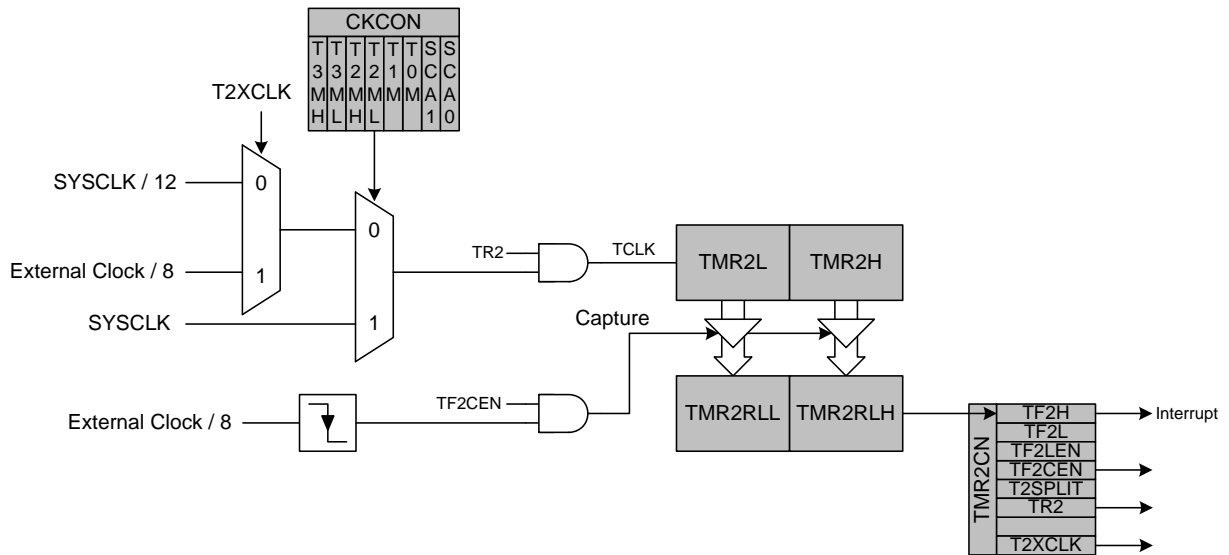 CKCON
T3MH
T3ML
T2MH
T2ML
T1M
T0M
SCA1
SCA0
T2XCLK
SYSCLK / 12
0
External Clock / 8
1
0
SYSCLK
1
TR2
TCLK
TMR2L
TMR2H
Capture
External Clock / 8
TF2CEN
TMR2RLL
TMR2RLH
TMR2CN
TF2H
TF2L
TF2LEN
TF2CEN
T2SPLIT
TR2
T2XCLK
Interrupt